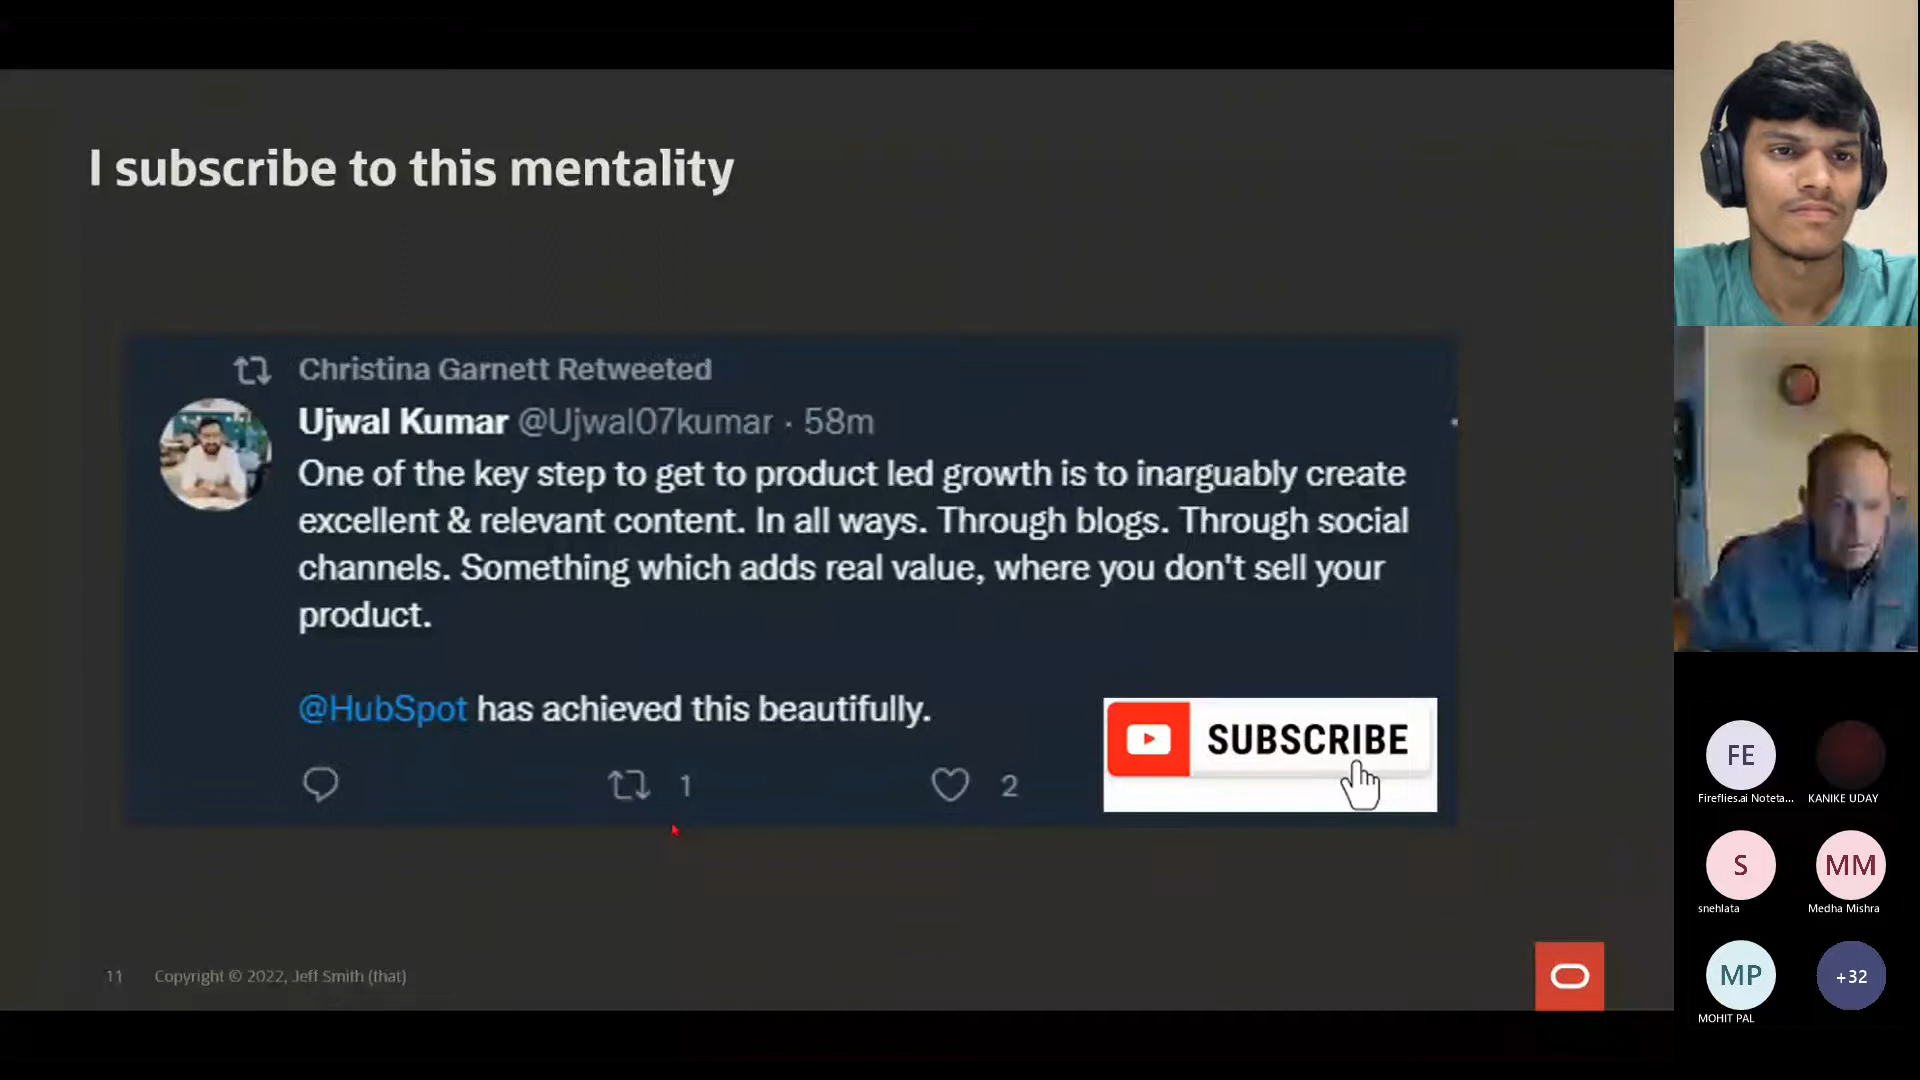 I subscribe to this mentality
Christina Garnett Retweeted
Ujwal Kumar @Ujwal07kumar · 58m
One of the key step to get to product led growth is to inarguably create
excellent & relevant content. In all ways. Through blogs. Through social
channels. Something which adds real value, where you don't sell your
product.
@HubSpot has achieved this beautifully.
SUBSCRIBE
1
2
11
Copyright © 2022, Jeff Smith (that)
FE
Fireflies.ai Noteta...
KANIKE UDAY
S
MM
snehlata
Medha Mishra
MP
+32
MOHIT PAL